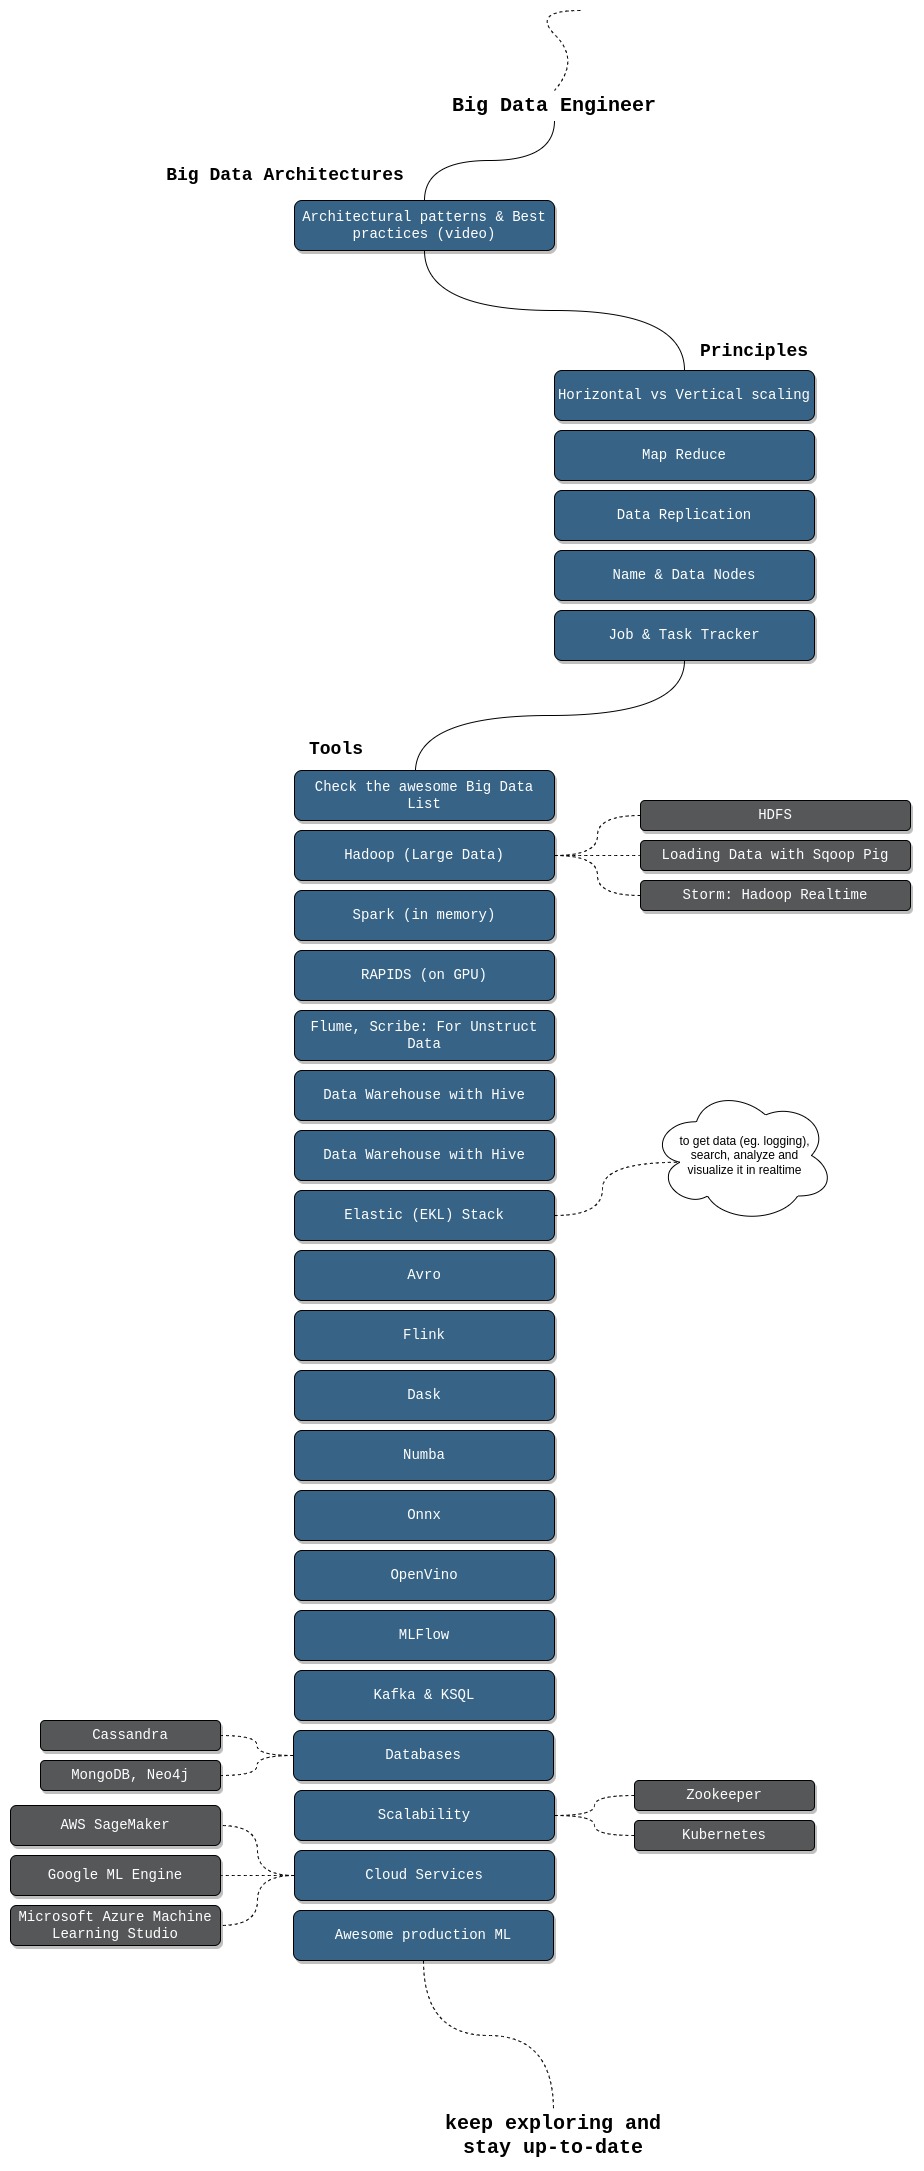 Big Data Engineer
Big Data Architectures
Architectural patterns & Best
practices (video)
Principles
Horizontal vs Vertical scaling
Map Reduce
Data Replication
Name & Data Nodes
Job & Task Tracker
Tools
Check the awesome Big Data
List
Hadoop (Large Data)
HDFS
Loading Data with Sqoop Pig
Storm: Hadoop Realtime
Spark (in memory)
RAPIDS (on GPU)
Flume, Scribe: For Unstruct
Data
Data Warehouse with Hive
Data Warehouse with Hive
Elastic (EKL) Stack
to get data (eg. logging),
search, analyze and
visualize it in realtime
Avro
Flink
Dask
Numba
Onnx
OpenVino
MLFlow
Kafka & KSQL
Databases
Cassandra
MongoDB, Neo4j
Scalability
Zookeeper
Kubernetes
Cloud Services
AWS SageMaker
Google ML Engine
Microsoft Azure Machine
Learning Studio
Awesome production ML
keep exploring and
stay up-to-date